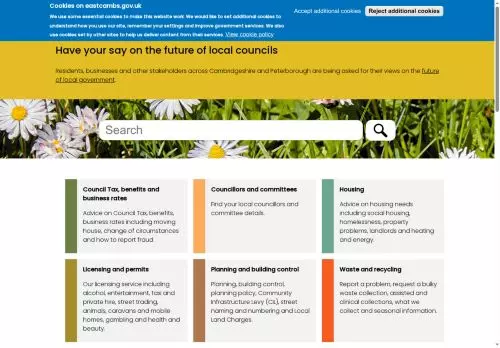 Cookies on eastcambs.gov.uk
We use some essential cookies to make this website work. We would like to set additional cookies to
understand how you use our site, remember your settings and improve government services. We also
use cookies set by other sites to help us deliver content from their services. View cookie policy
Accept additional cookies
Reject additional cookies
Have your say on the future of local councils
Residents, businesses and other stakeholders across Cambridgeshire and Peterborough are being asked for their views on the future
of local government.
Search
Council Tax, benefits and
business rates
Advice on Council Tax, benefits,
business rates including moving
house, change of circumstances
and how to report fraud.
Councillors and committees
Find your local councillors and
committee details.
Housing
Advice on housing needs
including social housing,
homelessness, property
problems, landlords and heating
and energy.
Licensing and permits
Our licensing service including
alcohol, entertainment, tax and
private hire, street trading,
animals, caravans and mobile
homes, gambling and health and
beauty.
Planning and building control
Planning, building control,
planning policy, Community
Infrastructure Levy (CIL), street
naming and numbering and Local
Land Charges.
Waste and recycling
Report a problem, request a bulky
waste collection, assisted and
clinical collections, what we
collect and seasonal information.